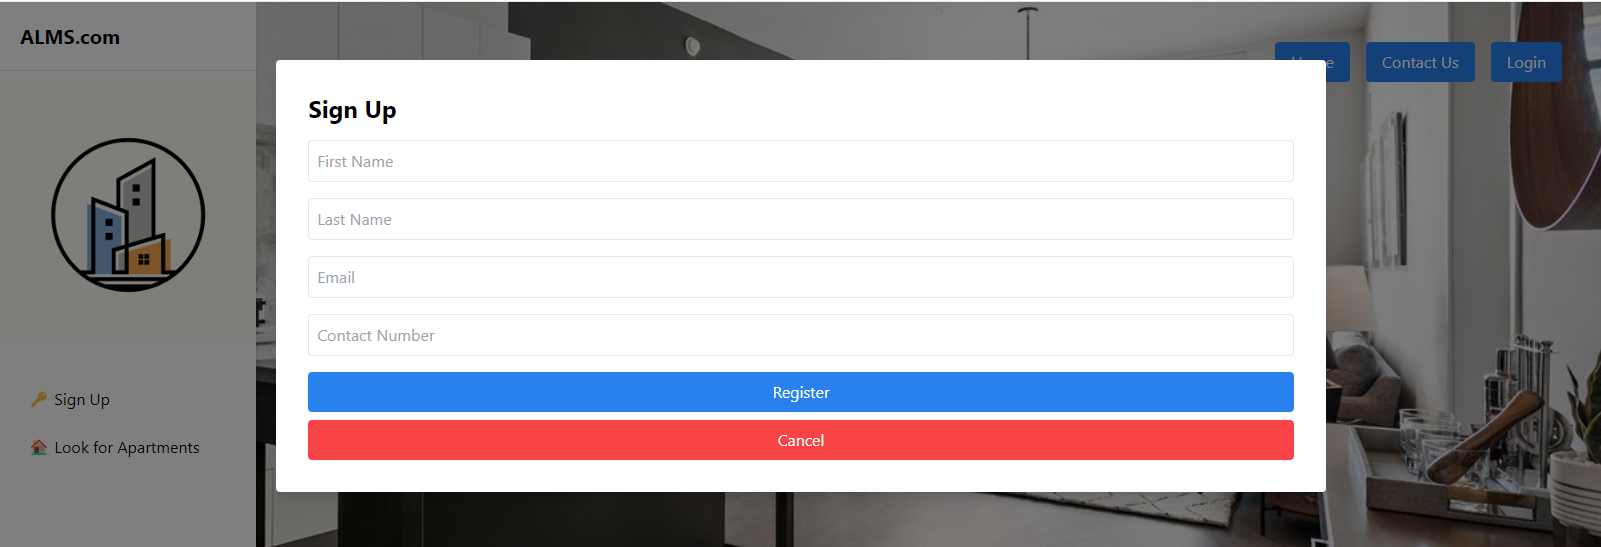 ALMS.com
Home
Contact Us
Login
Sign Up
First Name
Last Name
Email
Contact Number
Register
Cancel
🔑 Sign Up
🏠 Look for Apartments